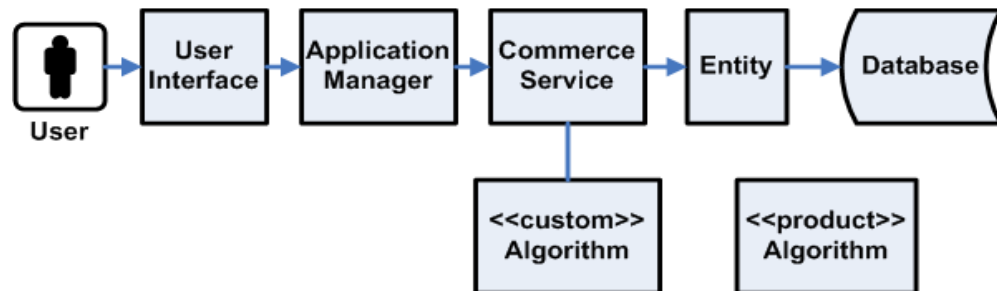 User
Interface
Application
Manager
Commerce
Service
Entity
Database
User
<<custom>>
Algorithm
<<product>>
Algorithm